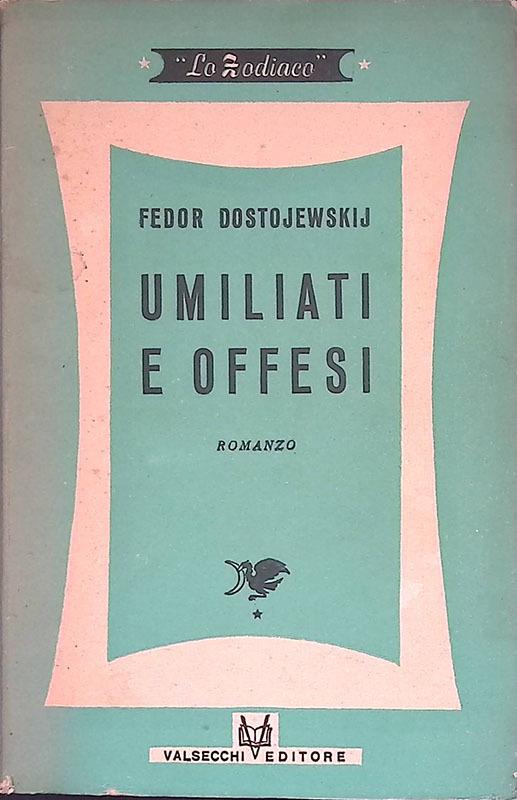 "Lo Zodiaco"
FEDOR DOSTOJEWSKIJ
UMILIATI
E OFFESI
ROMANZO
VALSECCHI EDITORE